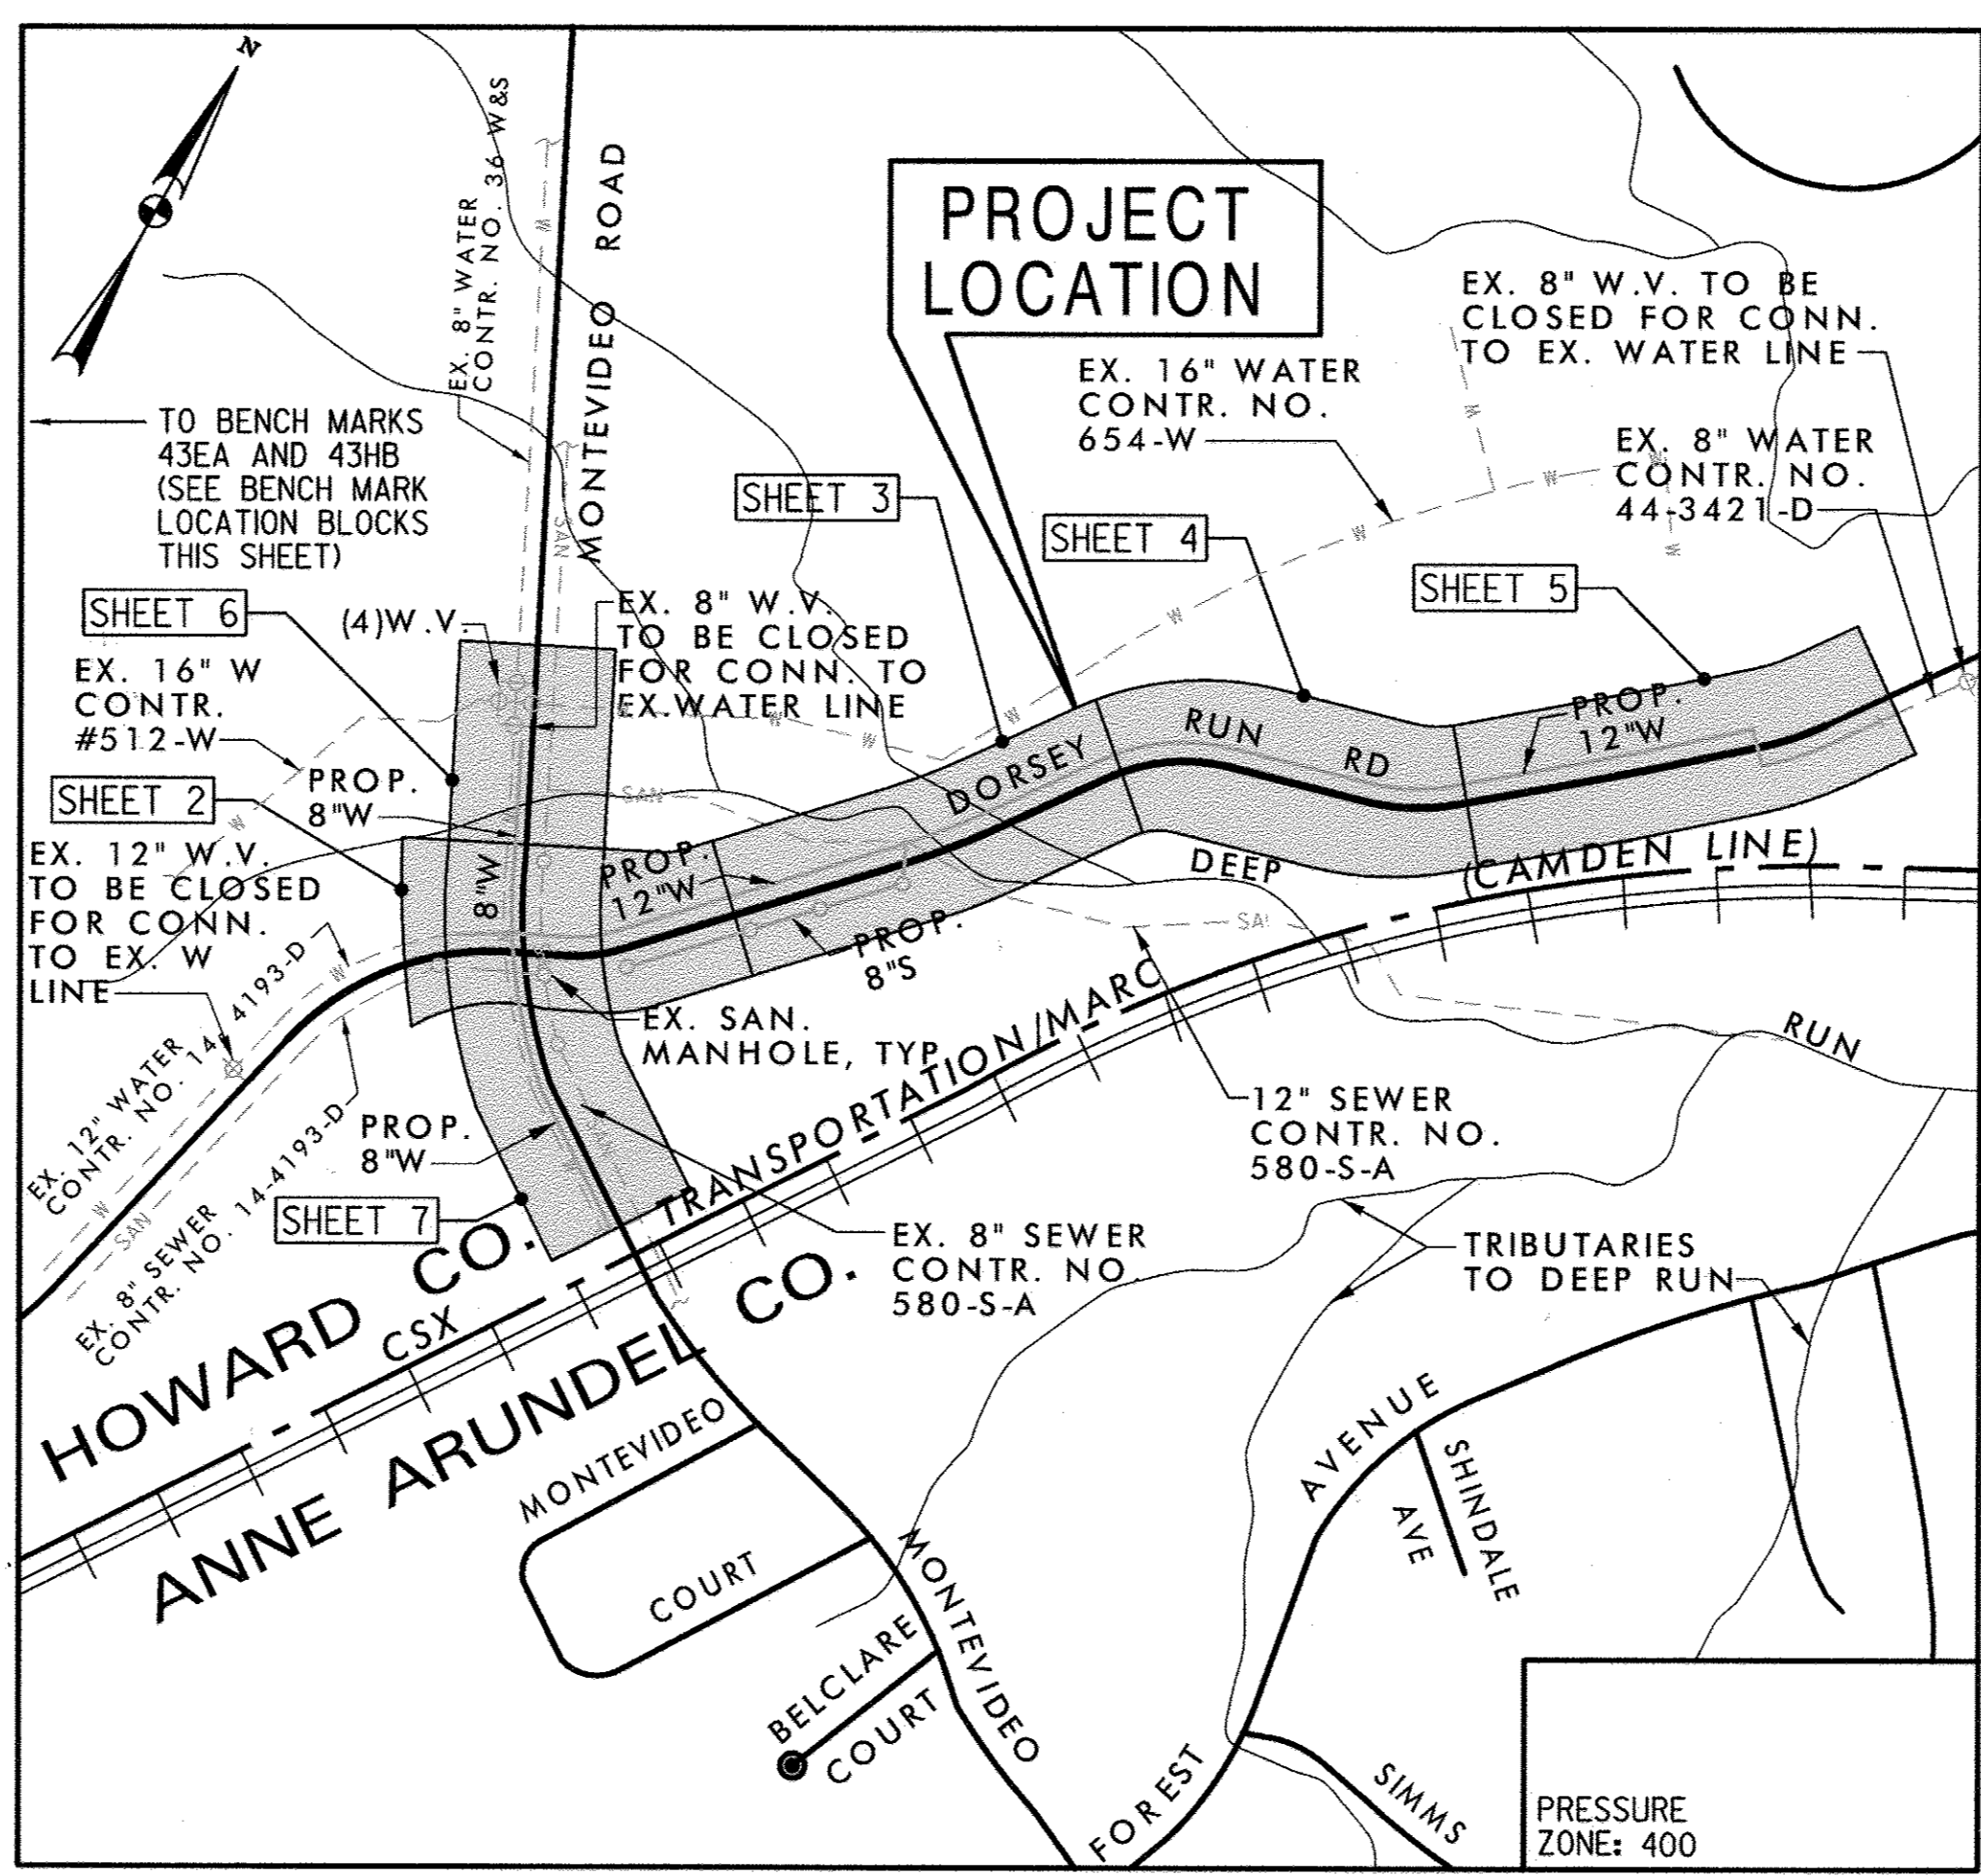 N
EX. 8" WATER
CONTR. NO. 36 W&S
MONTEVIDEO ROAD
PROJECT
LOCATION
EX. 8" W.V. TO BE
CLOSED FOR CONN.
TO EX. WATER LINE
EX. 16" WATER
CONTR. NO.
654-W
EX. 8" WATER
CONTR. NO.
44-3421-D
TO BENCH MARKS
43EA AND 43HB
(SEE BENCH MARK
LOCATION BLOCKS
THIS SHEET)
SHEET 3
SHEET 4
SHEET 5
SHEET 6
(4)W.V.
EX. 8" W.V.
TO BE CLOSED
FOR CONN. TO
EX.WATER LINE
EX. 16" W
CONTR.
#512-W
SHEET 2
PROP.
8"W
8"W
PROP.
12"W
DORSEY RUN RD
PROP.
12"W
EX. 12" W.V.
TO BE CLOSED
FOR CONN.
TO EX. W
LINE
PROP.
8"S
DEEP
RUN
(CAMDEN LINE)
EX. SAN.
MANHOLE, TYP.
EX. 12" WATER
CONTR. NO. 14-4193-D
EX. 8" SEWER
CONTR. NO. 14-4193-D
PROP.
8"W
SHEET 7
12" SEWER
CONTR. NO.
580-S-A
EX. 8" SEWER
CONTR. NO.
580-S-A
TRIBUTARIES
TO DEEP RUN
HOWARD CO.
CSX TRANSPORTATION/MARC
ANNE ARUNDEL CO.
MONTEVIDEO
COURT
MONTEVIDEO
BELCLARE
COURT
FOREST
AVENUE
SHINDALE
AVE
SIMMS
PRESSURE
ZONE: 400
W
W
W
W
W
W
W
W
W
W
W
W
W
SAN
SAN
SAN